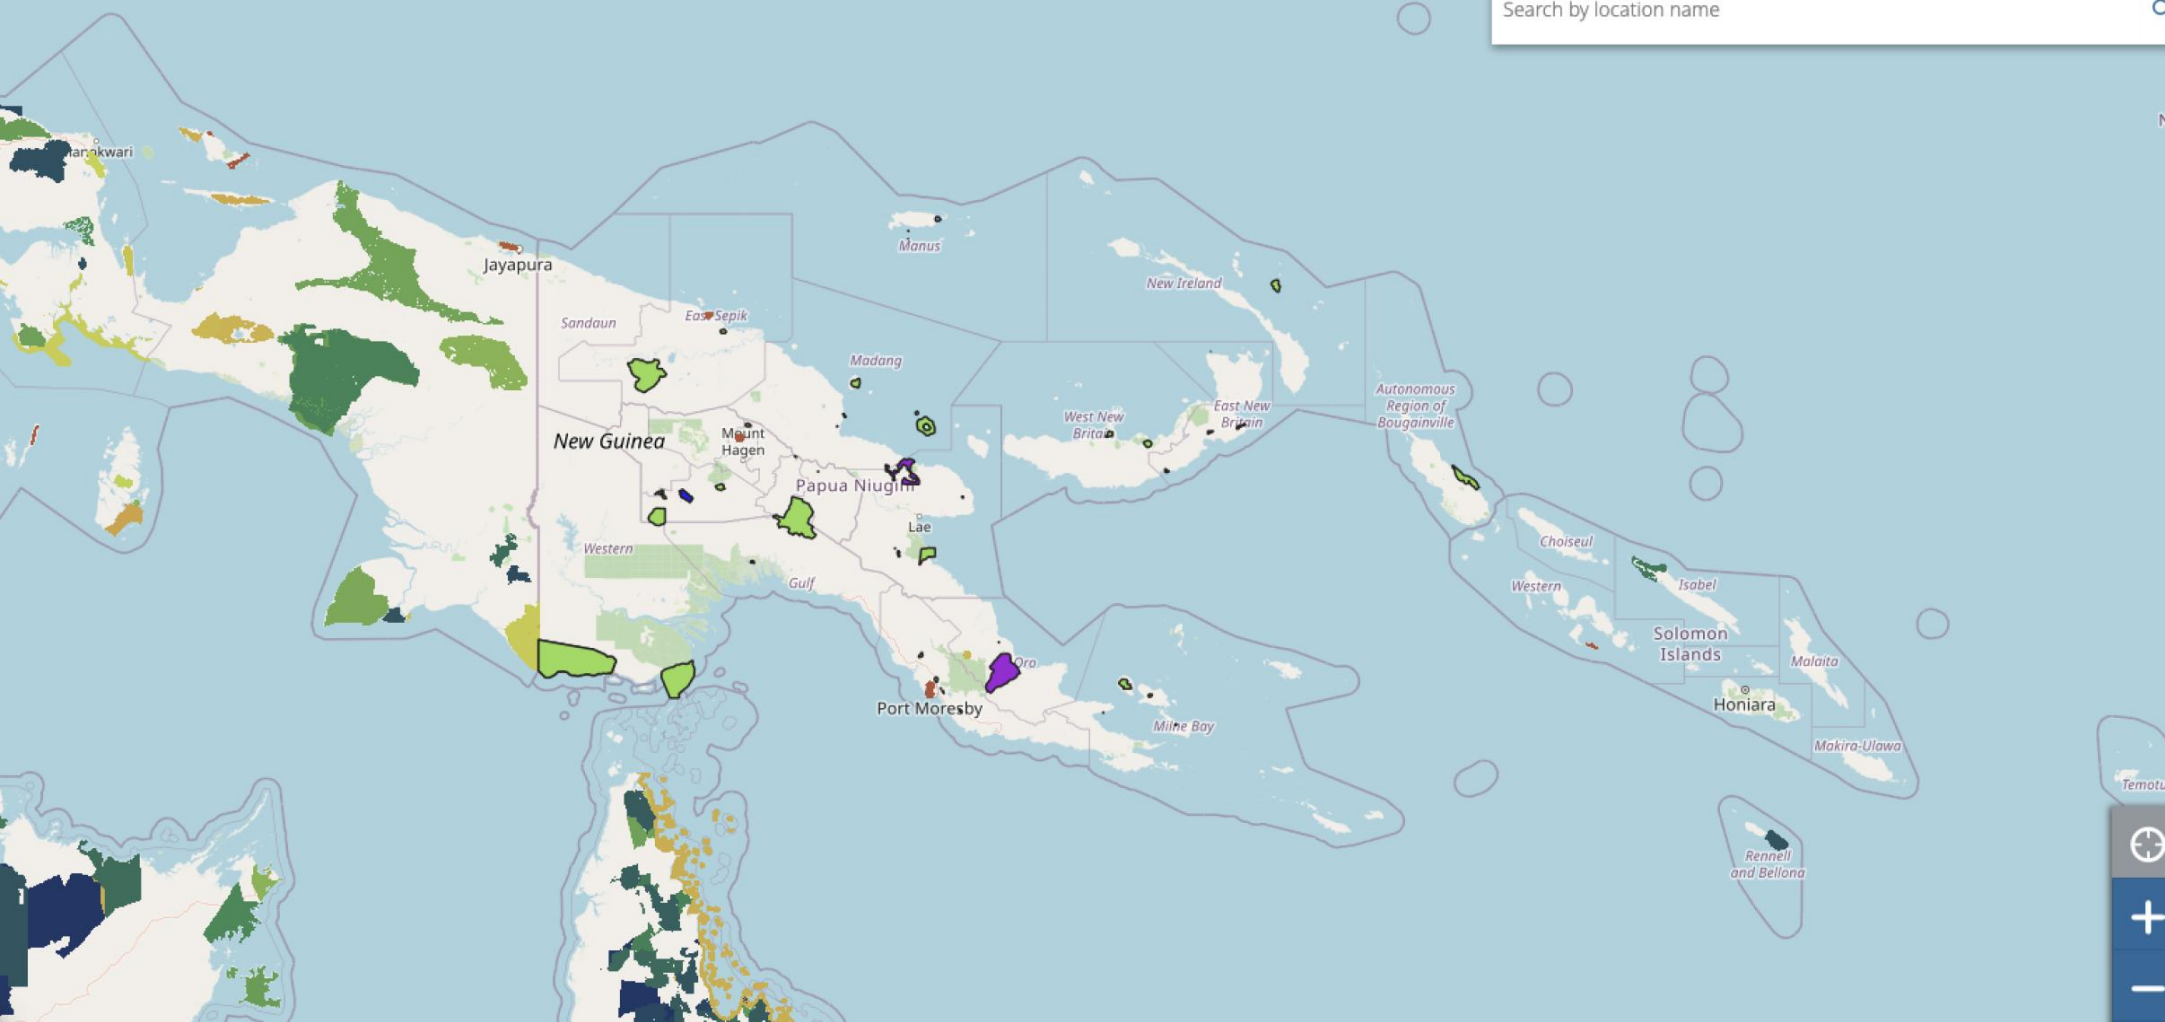 Search by location name
Manus
New Ireland
Jayapura
Sandaun
East Sepik
Madang
Autonomous
Region of
Bougainville
West New
Britain
East New
Britain
New Guinea
Mount
Hagen
Papua Niugini
Lae
Western
Gulf
Choiseul
Western
Isabel
Solomon
Islands
Malaita
Oro
Port Moresby
Milne Bay
Honiara
Makira-Ulawa
Rennell
and Bellona